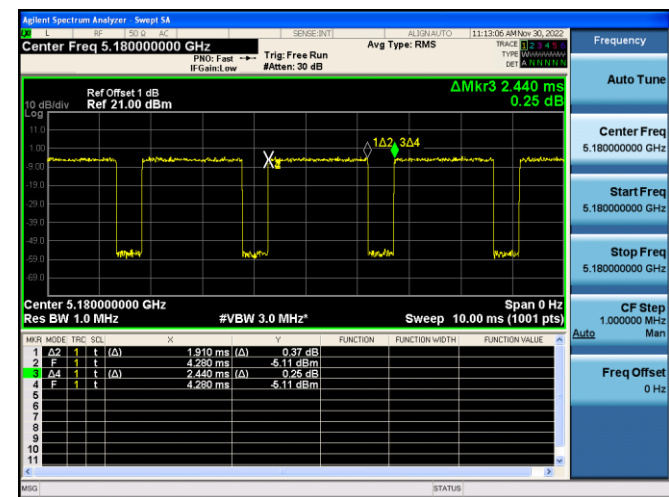 Agilent Spectrum Analyzer - Swept SA
L RF 50 Ω AC SENSE:INT ALIGN AUTO 11:13:06 AM Nov 30, 2022
Center Freq 5.180000000 GHz
PNO: Fast
IFGain:Low
Trig: Free Run
#Atten: 30 dB
Avg Type: RMS
TRACE 1 2 3 4 5 6
TYPE
DET A N N N N N
Frequency
Auto Tune
Center Freq
5.180000000 GHz
Start Freq
5.180000000 GHz
Stop Freq
5.180000000 GHz
CF Step
1.000000 MHz
Auto Man
Freq Offset
0 Hz
Ref Offset 1 dB
10 dB/div Ref 21.00 dBm
Log
ΔMkr3 2.440 ms
0.25 dB
11.0
1.00
-9.00
-19.0
-29.0
-39.0
-49.0
-59.0
-69.0
1Δ2 3Δ4
Center 5.180000000 GHz Span 0 Hz
Res BW 1.0 MHz #VBW 3.0 MHz* Sweep 10.00 ms (1001 pts)
MKR MODE TRC SCL X Y FUNCTION FUNCTION WIDTH FUNCTION VALUE
1 Δ2 1 t (Δ) 1.910 ms (Δ) 0.37 dB
2 F 1 t 4.280 ms -5.11 dBm
3 Δ4 1 t (Δ) 2.440 ms (Δ) 0.25 dB
4 F 1 t 4.280 ms -5.11 dBm
5
6
7
8
9
10
11
MSG STATUS